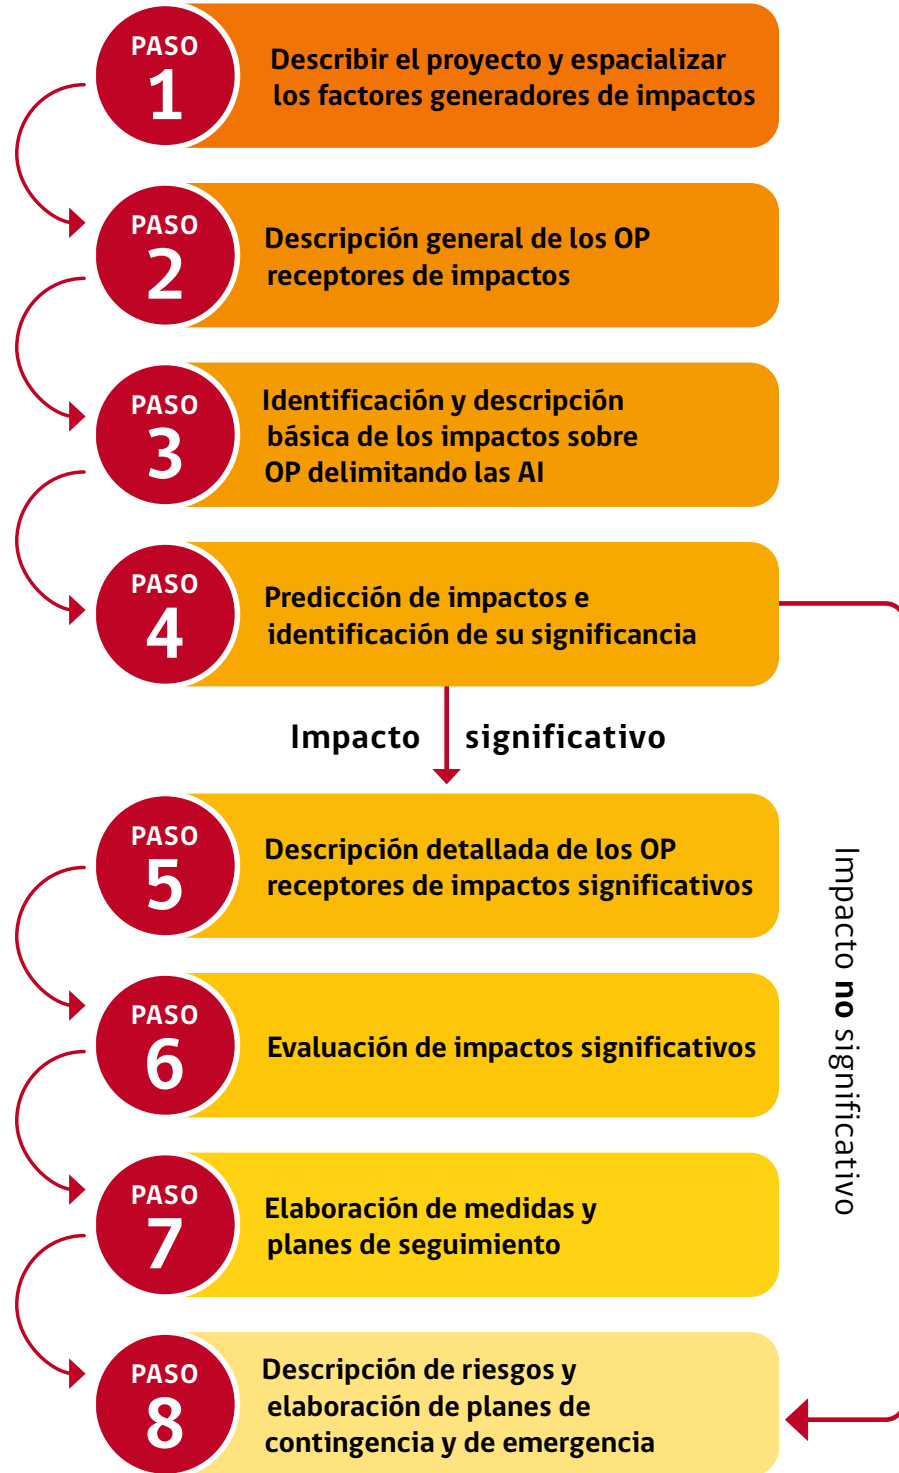 PASO
1
Describir el proyecto y espacializar
los factores generadores de impactos
PASO
2
Descripción general de los OP
receptores de impactos
PASO
3
Identificación y descripción
básica de los impactos sobre
OP delimitando las AI
PASO
4
Predicción de impactos e
identificación de su significancia
Impacto significativo
PASO
5
Descripción detallada de los OP
receptores de impactos significativos
PASO
6
Evaluación de impactos significativos
PASO
7
Elaboración de medidas y
planes de seguimiento
PASO
8
Descripción de riesgos y
elaboración de planes de
contingencia y de emergencia
Impacto no significativo